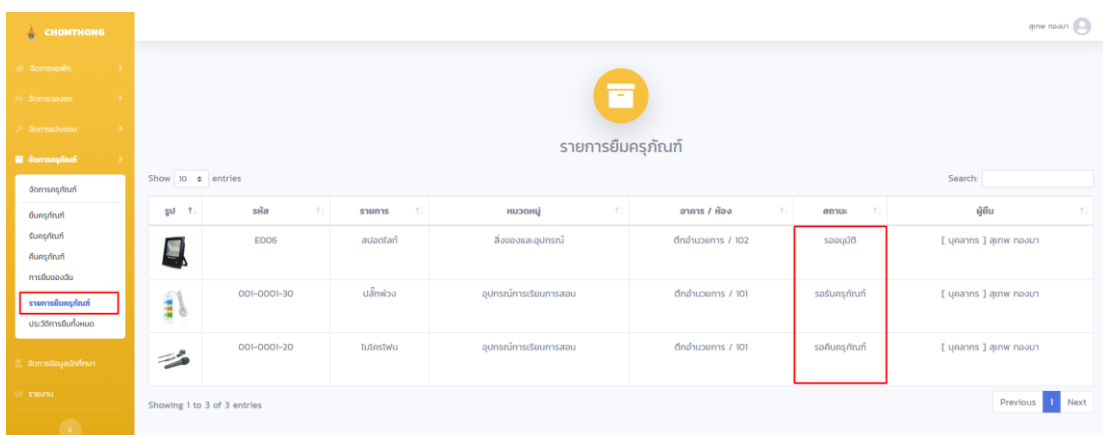 CHONTHONG
สุเทพ ทองมา
จัดการหอพัก
จัดการจองรถ
จัดการแจ้งซ่อม
จัดการครุภัณฑ์
จัดการครุภัณฑ์
ยืมครุภัณฑ์
รับครุภัณฑ์
คืนครุภัณฑ์
การยืมของฉัน
รายการยืมครุภัณฑ์
ประวัติการยืมทั้งหมด
จัดการข้อมูลนักศึกษา
รายงาน
รายการยืมครุภัณฑ์
Show 10 entries
Search:
รูป รหัส รายการ หมวดหมู่ อาคาร / ห้อง สถานะ ผู้ยืม
E006 สปอตไลท์ สิ่งของและอุปกรณ์ ตึกอำนวยการ / 102 รออนุมัติ [ บุคลากร ] สุเทพ ทองมา
001-0001-30 ปลั๊กพ่วง อุปกรณ์การเรียนการสอน ตึกอำนวยการ / 101 รอรับครุภัณฑ์ [ บุคลากร ] สุเทพ ทองมา
001-0001-20 ไมโครโฟน อุปกรณ์การเรียนการสอน ตึกอำนวยการ / 101 รอคืนครุภัณฑ์ [ บุคลากร ] สุเทพ ทองมา
Showing 1 to 3 of 3 entries
Previous 1 Next